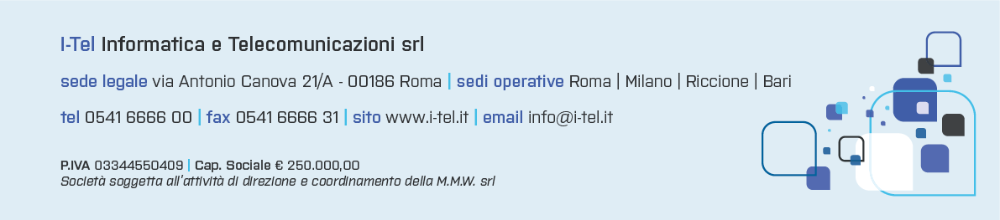 I-Tel Informatica e Telecomunicazioni srl
sede legale via Antonio Canova 21/A - 00186 Roma | sedi operative Roma | Milano | Riccione | Bari
tel 0541 6666 00 | fax 0541 6666 31 | sito www.i-tel.it | email info@i-tel.it
P.IVA 03344550409 | Cap. Sociale € 250.000,00
Società soggetta all'attività di direzione e coordinamento della M.M.W. srl